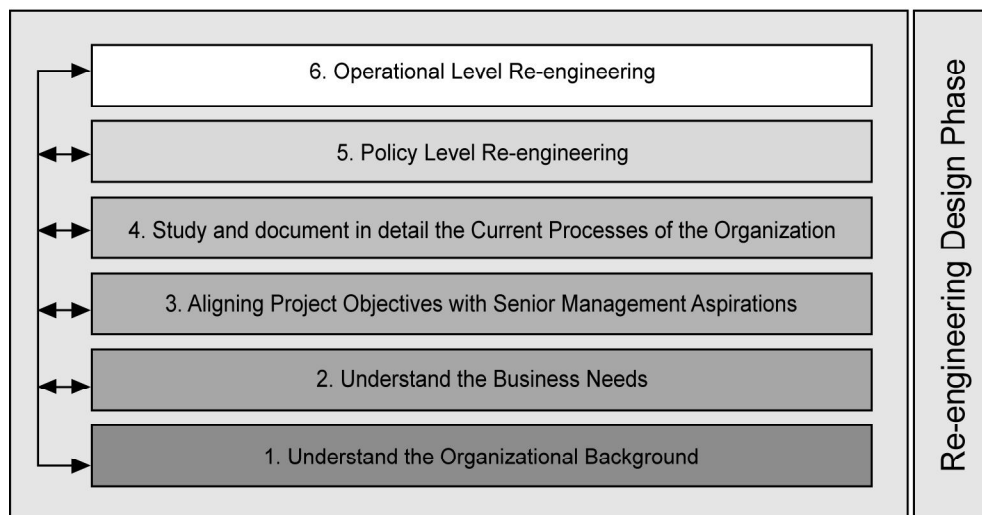 6. Operational Level Re-engineering
5. Policy Level Re-engineering
4. Study and document in detail the Current Processes of the Organization
3. Aligning Project Objectives with Senior Management Aspirations
2. Understand the Business Needs
1. Understand the Organizational Background
Re-engineering Design Phase